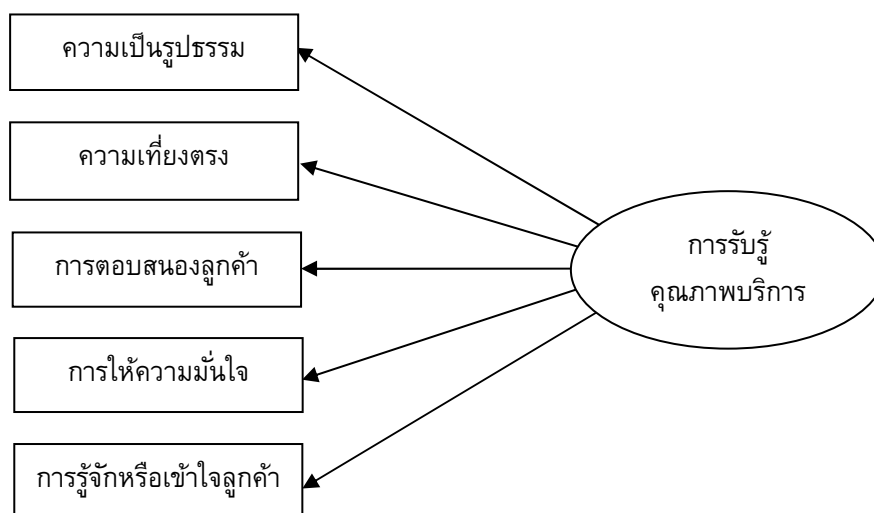 ความเป็นรูปธรรม
ความเที่ยงตรง
การตอบสนองลูกค้า
การให้ความมั่นใจ
การรู้จักหรือเข้าใจลูกค้า
การรับรู้
คุณภาพบริการ